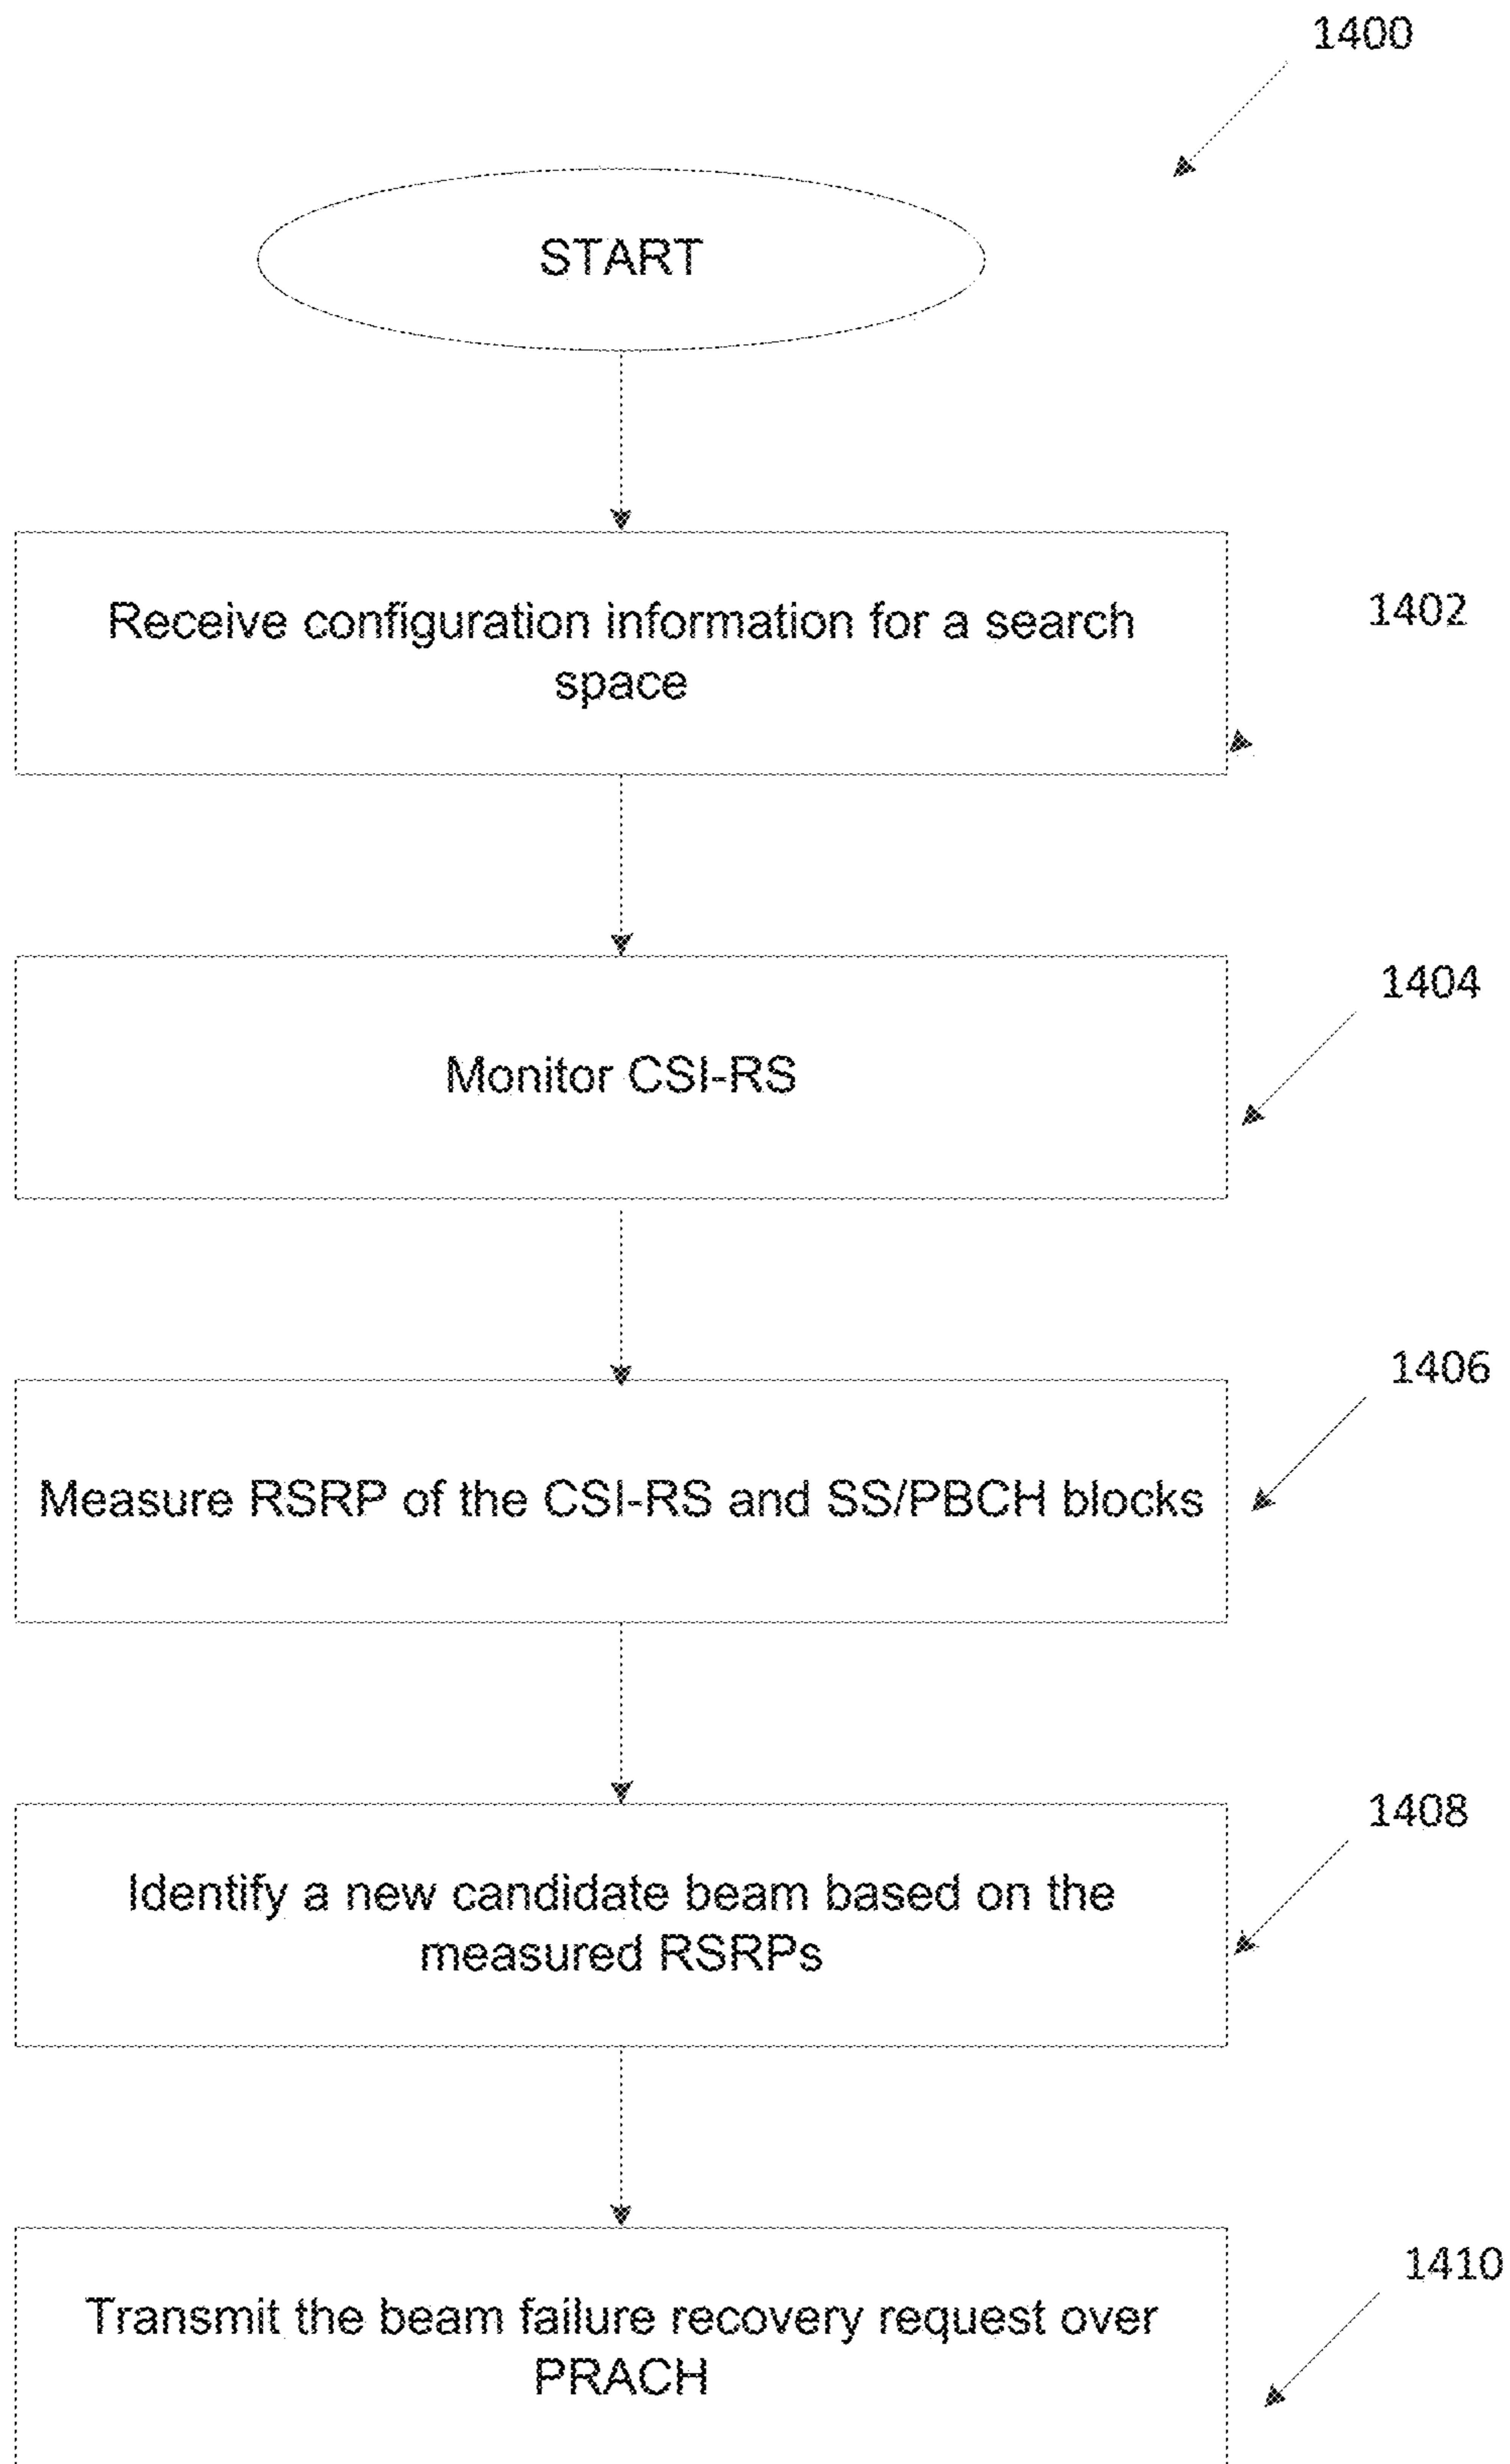 1400
START
Receive configuration information for a search
space
1402
Monitor CSI-RS
1404
Measure RSRP of the CSI-RS and SS/PBCH blocks
1406
Identify a new candidate beam based on the
measured RSRPs
1408
Transmit the beam failure recovery request over
PRACH
1410